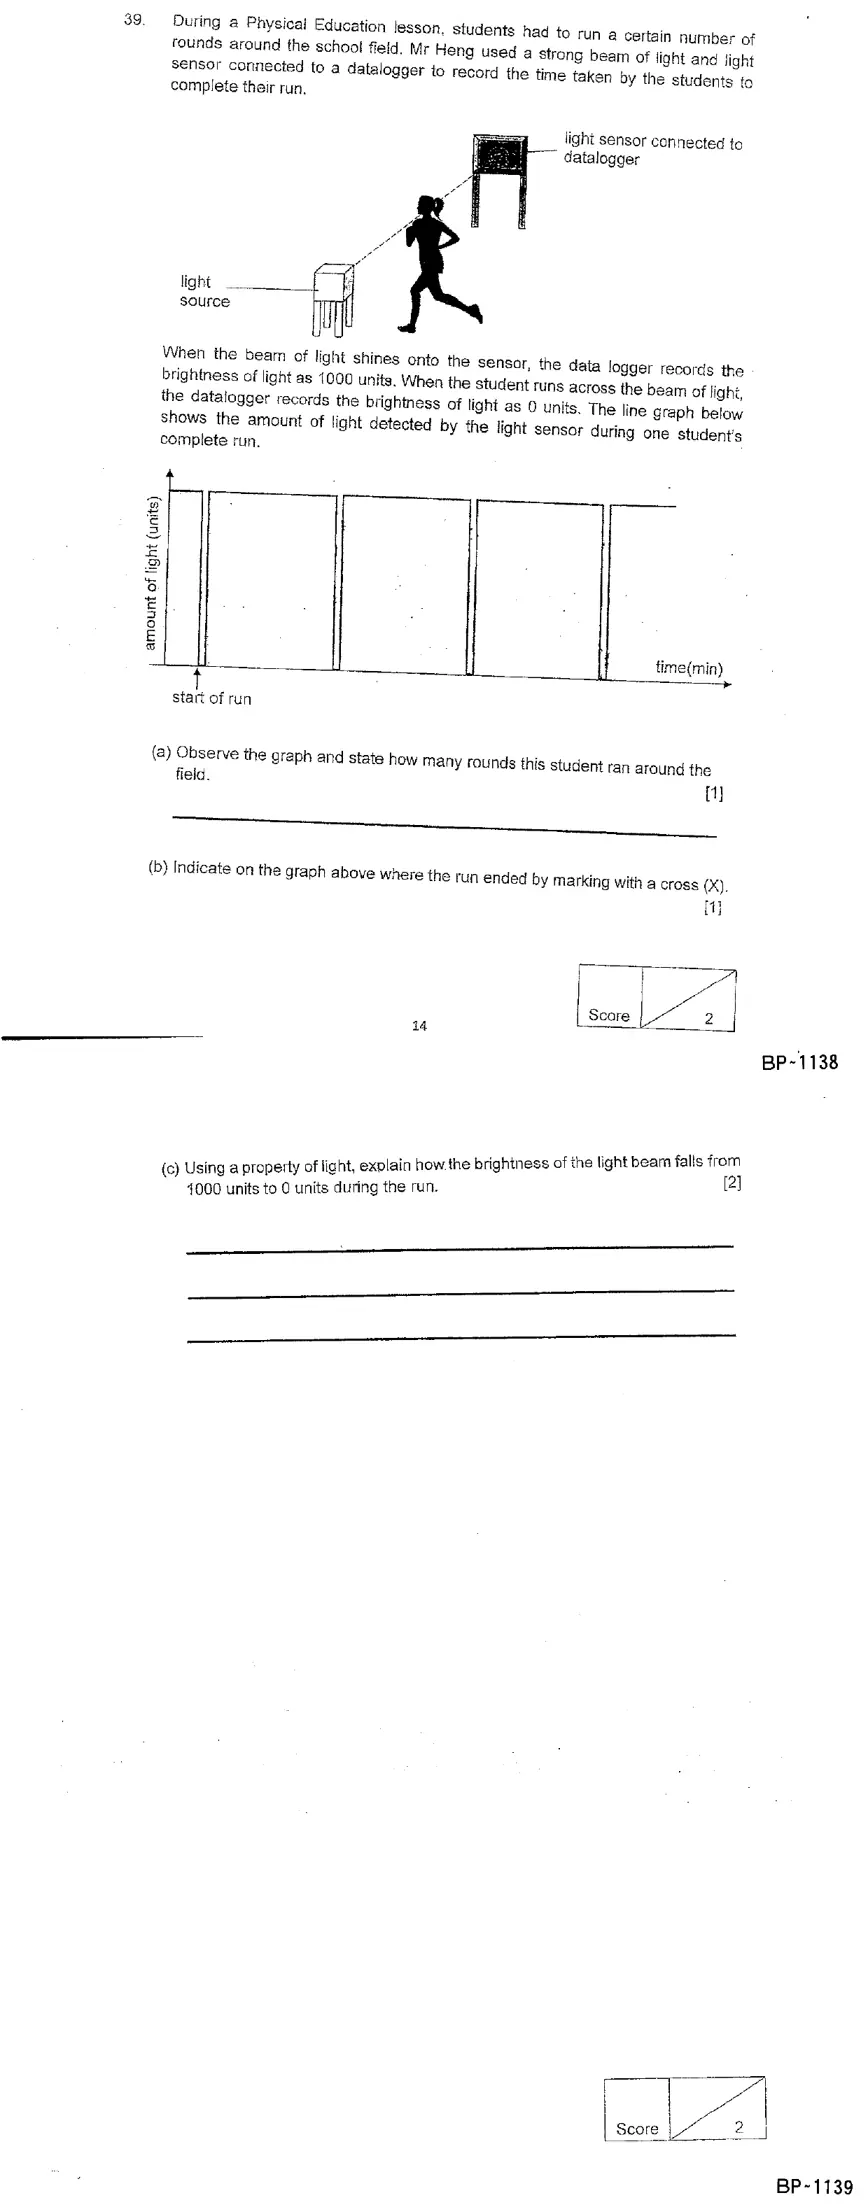 39. During a Physical Education lesson, students had to run a certain number of
rounds around the school field. Mr Heng used a strong beam of light and light
sensor connected to a datalogger to record the time taken by the students to
complete their run.
light sensor connected to
datalogger
light
source
When the beam of light shines onto the sensor, the data logger records the
brightness of light as 1000 units. When the student runs across the beam of light,
the datalogger records the brightness of light as 0 units. The line graph below
shows the amount of light detected by the light sensor during one student's
complete run.
amount of light (units)
time(min)
start of run
(a) Observe the graph and state how many rounds this student ran around the
field.
[1]
(b) Indicate on the graph above where the run ended by marking with a cross (X).
[1]
Score 2
14
BP-1138
(c) Using a property of light, explain how the brightness of the light beam falls from
1000 units to 0 units during the run. [2]
Score 2
BP-1139